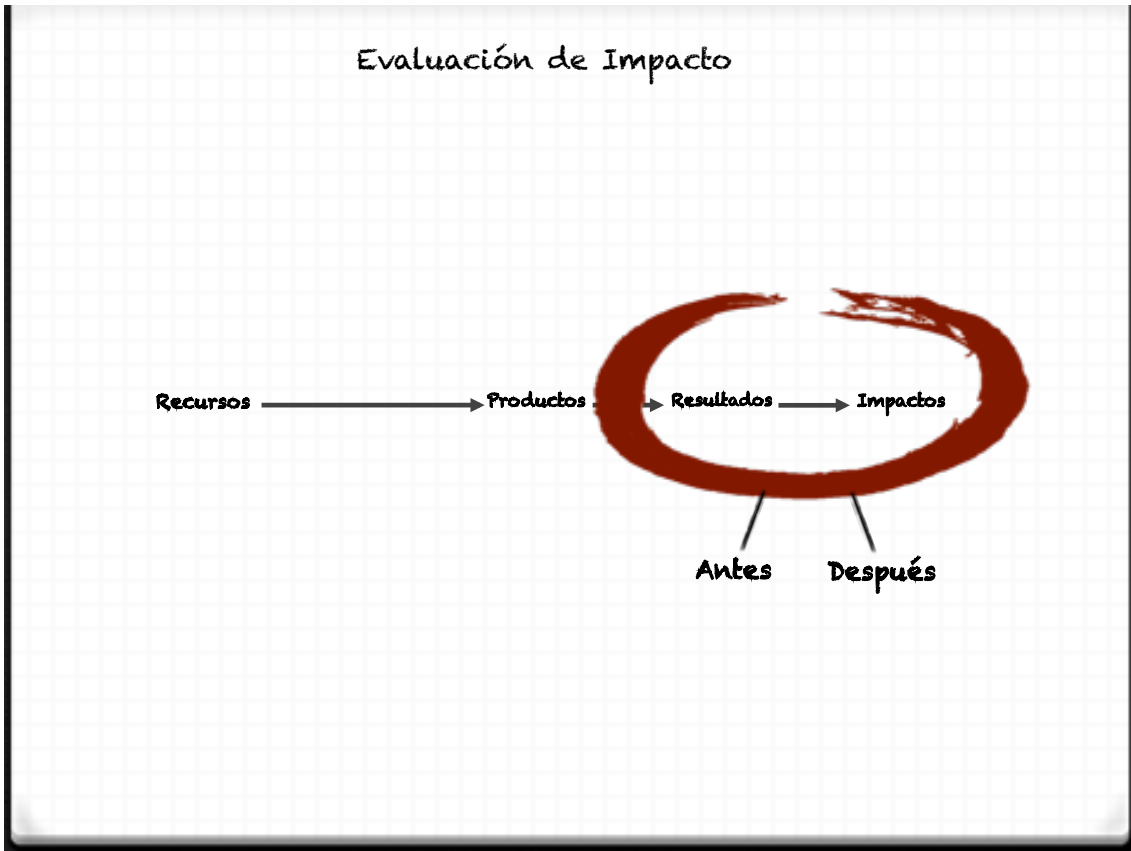 Evaluación de Impacto
Recursos Productos Resultados Impactos
Antes Después